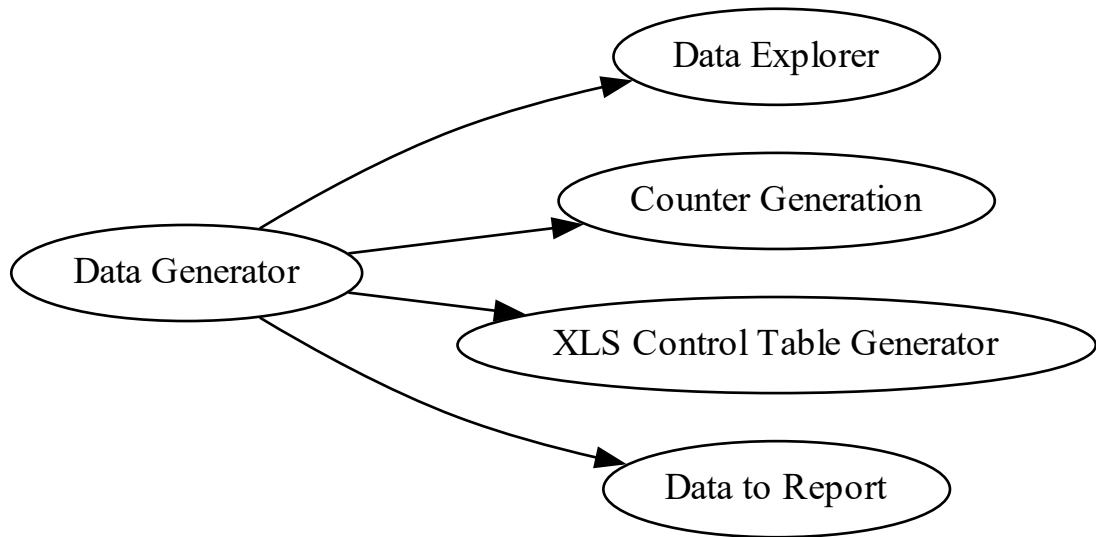 Data Explorer
Counter Generation
Data Generator
XLS Control Table Generator
Data to Report